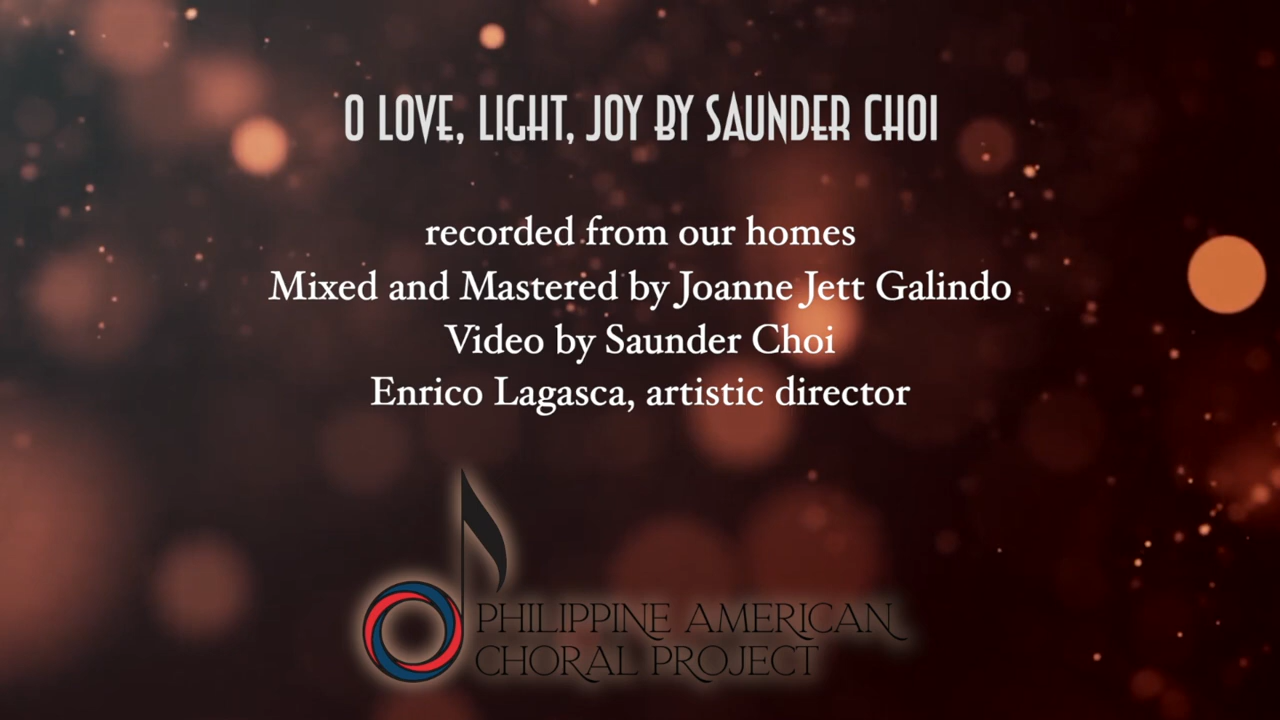 O LOVE, LIGHT, JOY BY SAUNDER CHOI
recorded from our homes
Mixed and Mastered by Joanne Jett Galindo
Video by Saunder Choi
Enrico Lagasca, artistic director
PHILIPPINE AMERICAN
CHORAL PROJECT